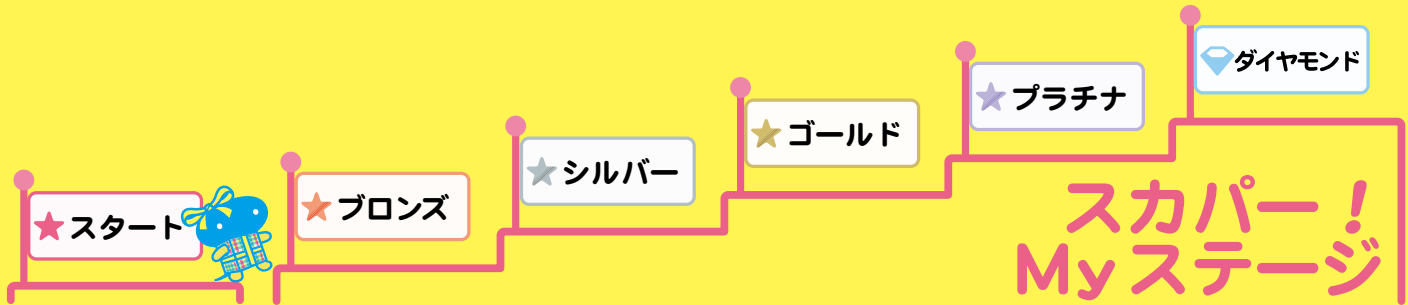 スタート
ブロンズ
シルバー
ゴールド
プラチナ
ダイヤモンド
スカパー！
Myステージ